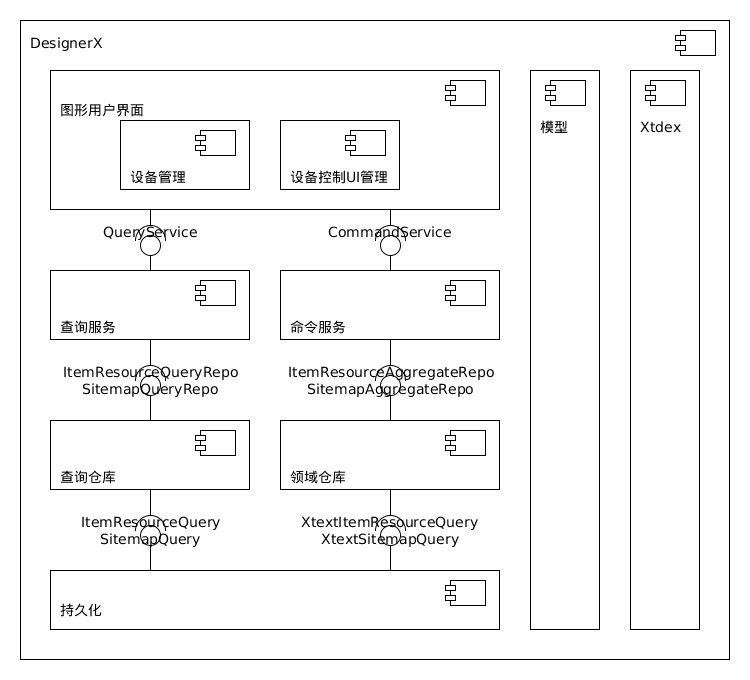 DesignerX
图形用户界面
设备管理
设备控制UI管理
模型
Xtdex
QueryService
CommandService
查询服务
命令服务
ItemResourceQueryRepo
SitemapQueryRepo
ItemResourceAggregateRepo
SitemapAggregateRepo
查询仓库
领域仓库
ItemResourceQuery
SitemapQuery
XtextItemResourceQuery
XtextSitemapQuery
持久化